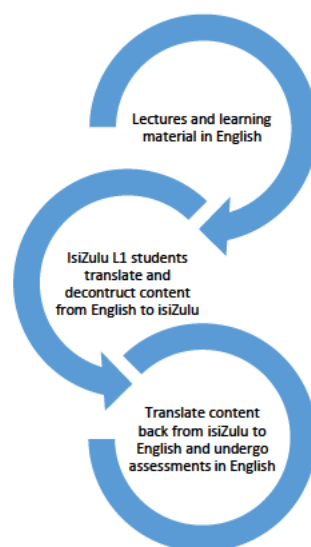 Lectures and learning
material in English
IsiZulu L1 students
translate and
decontruct content
from English to isiZulu
Translate content
back from isiZulu to
English and undergo
assessments in English